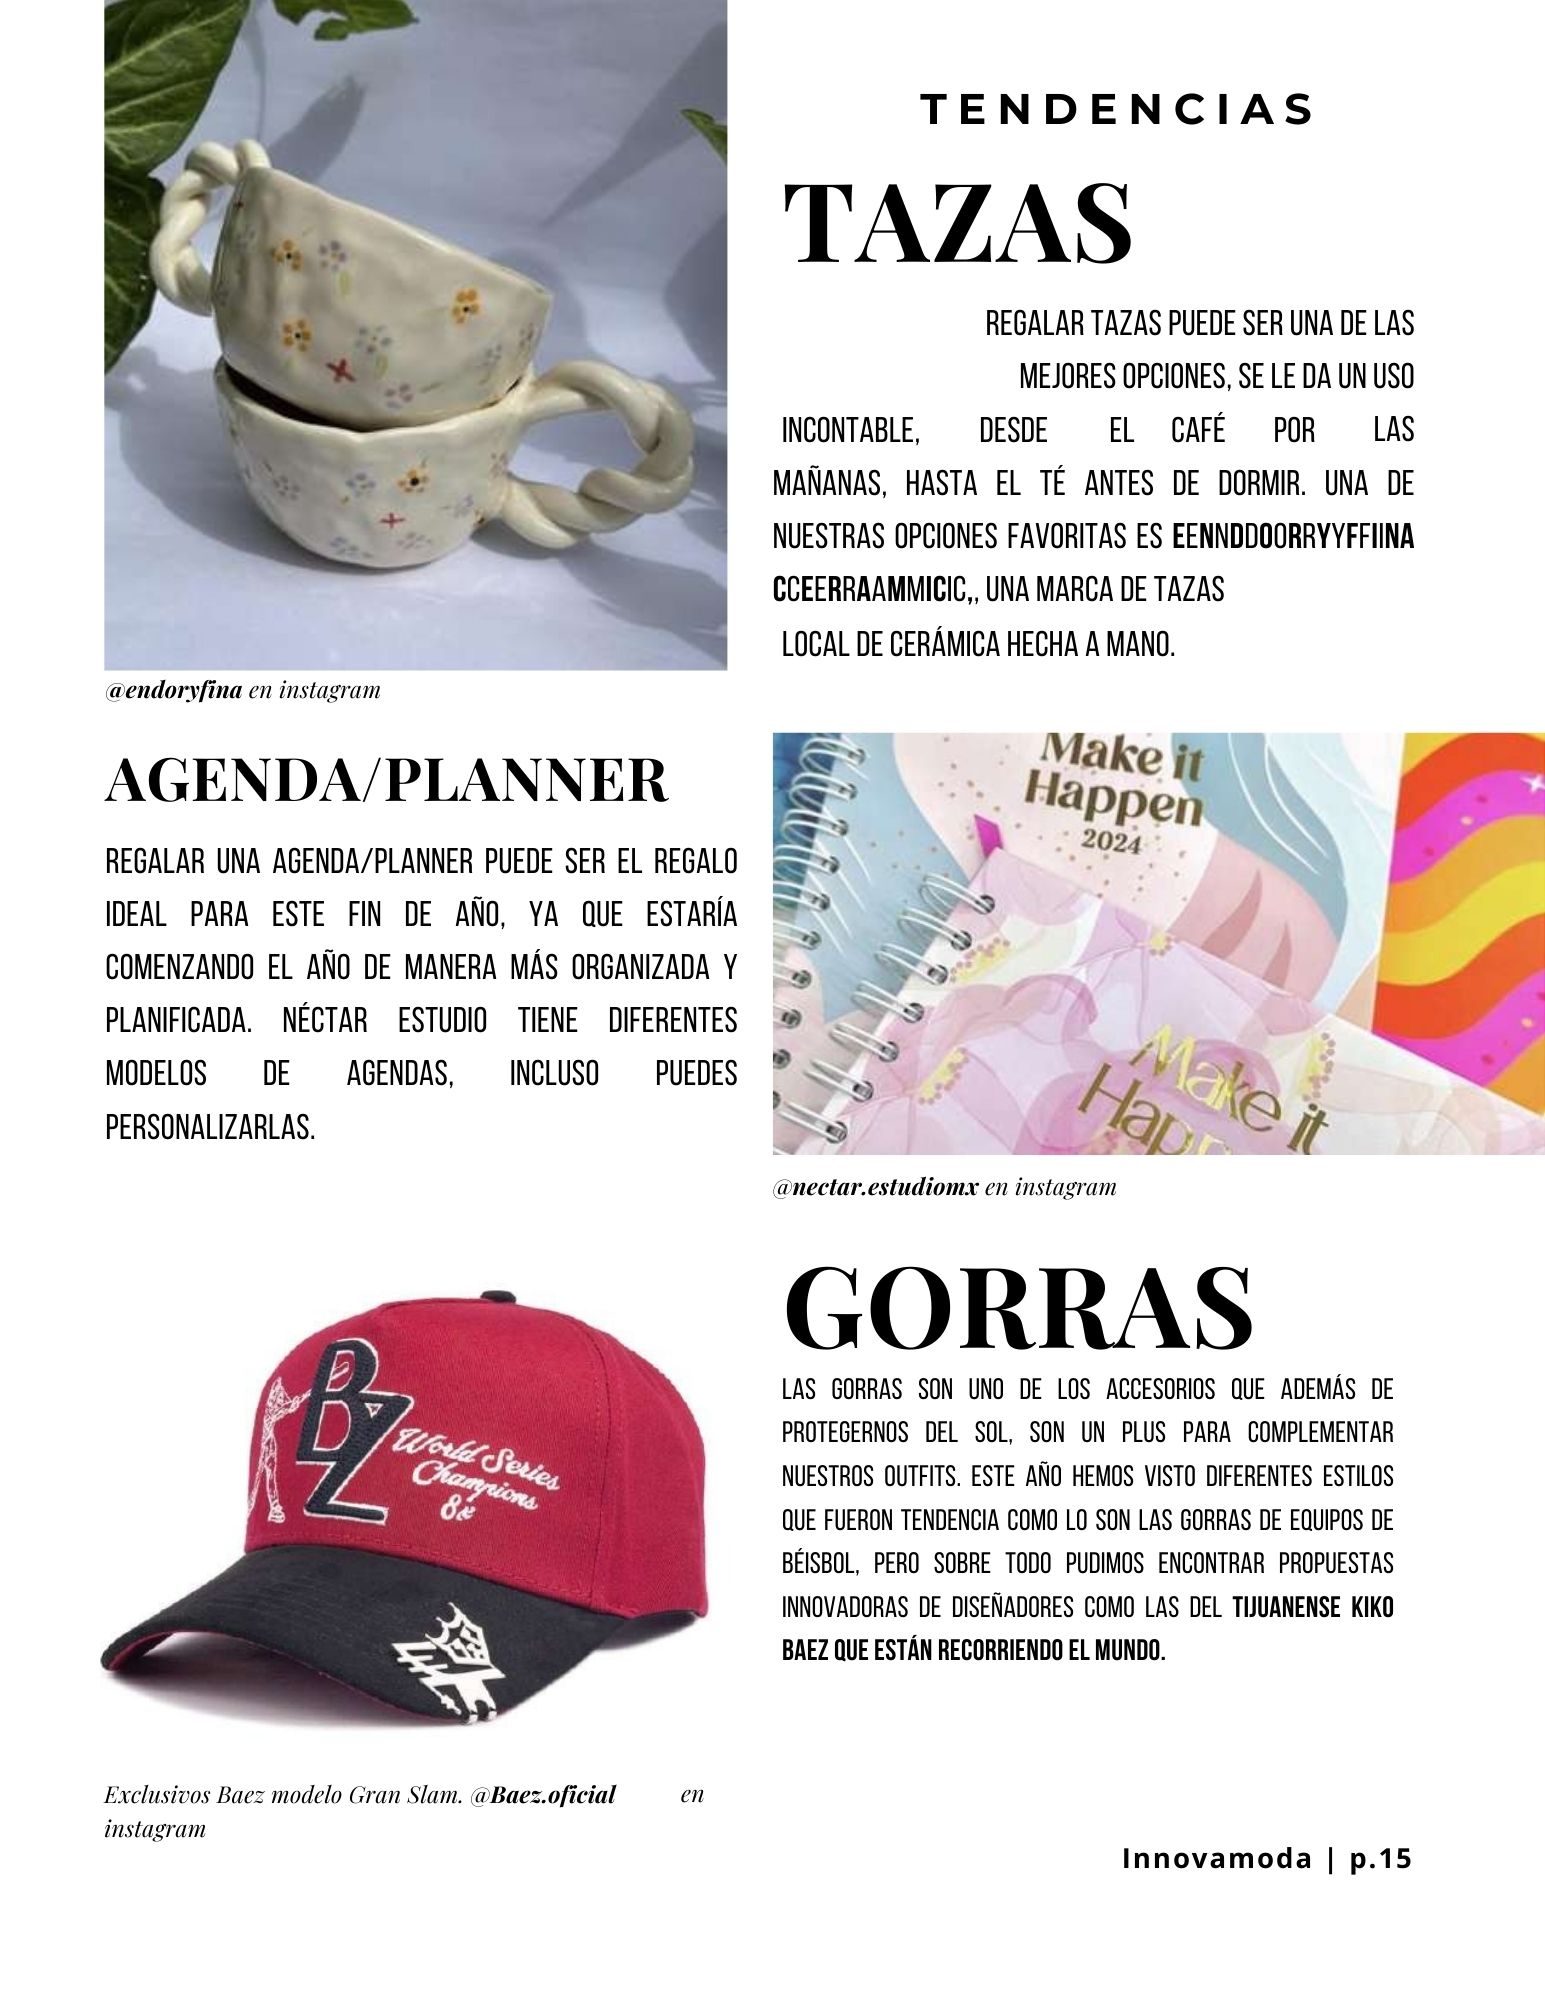 TENDENCIAS
TAZAS
REGALAR TAZAS PUEDE SER UNA DE LAS
MEJORES OPCIONES, SE LE DA UN USO
INCONTABLE, DESDE EL CAFÉ POR LAS
MAÑANAS, HASTA EL TÉ ANTES DE DORMIR. UNA DE
NUESTRAS OPCIONES FAVORITAS ES EENNDDOORRYYFFIINA
CCEERRAAMMICIC,, UNA MARCA DE TAZAS
LOCAL DE CERÁMICA HECHA A MANO.
@endoryfina en instagram
AGENDA/PLANNER
REGALAR UNA AGENDA/PLANNER PUEDE SER EL REGALO
IDEAL PARA ESTE FIN DE AÑO, YA QUE ESTARÍA
COMENZANDO EL AÑO DE MANERA MÁS ORGANIZADA Y
PLANIFICADA. NÉCTAR ESTUDIO TIENE DIFERENTES
MODELOS DE AGENDAS, INCLUSO PUEDES
PERSONALIZARLAS.
Make it
Happen
2024
Make it
@nectar.estudiomx en instagram
GORRAS
LAS GORRAS SON UNO DE LOS ACCESORIOS QUE ADEMÁS DE
PROTEGERNOS DEL SOL, SON UN PLUS PARA COMPLEMENTAR
NUESTROS OUTFITS. ESTE AÑO HEMOS VISTO DIFERENTES ESTILOS
QUE FUERON TENDENCIA COMO LO SON LAS GORRAS DE EQUIPOS DE
BÉISBOL, PERO SOBRE TODO PUDIMOS ENCONTRAR PROPUESTAS
INNOVADORAS DE DISEÑADORES COMO LAS DEL TIJUANENSE KIKO
BAEZ QUE ESTÁN RECORRIENDO EL MUNDO.
BZ
World Series
Champions
8x
Exclusivos Baez modelo Gran Slam. @Baez.oficial en
instagram
Innovamoda | p.15